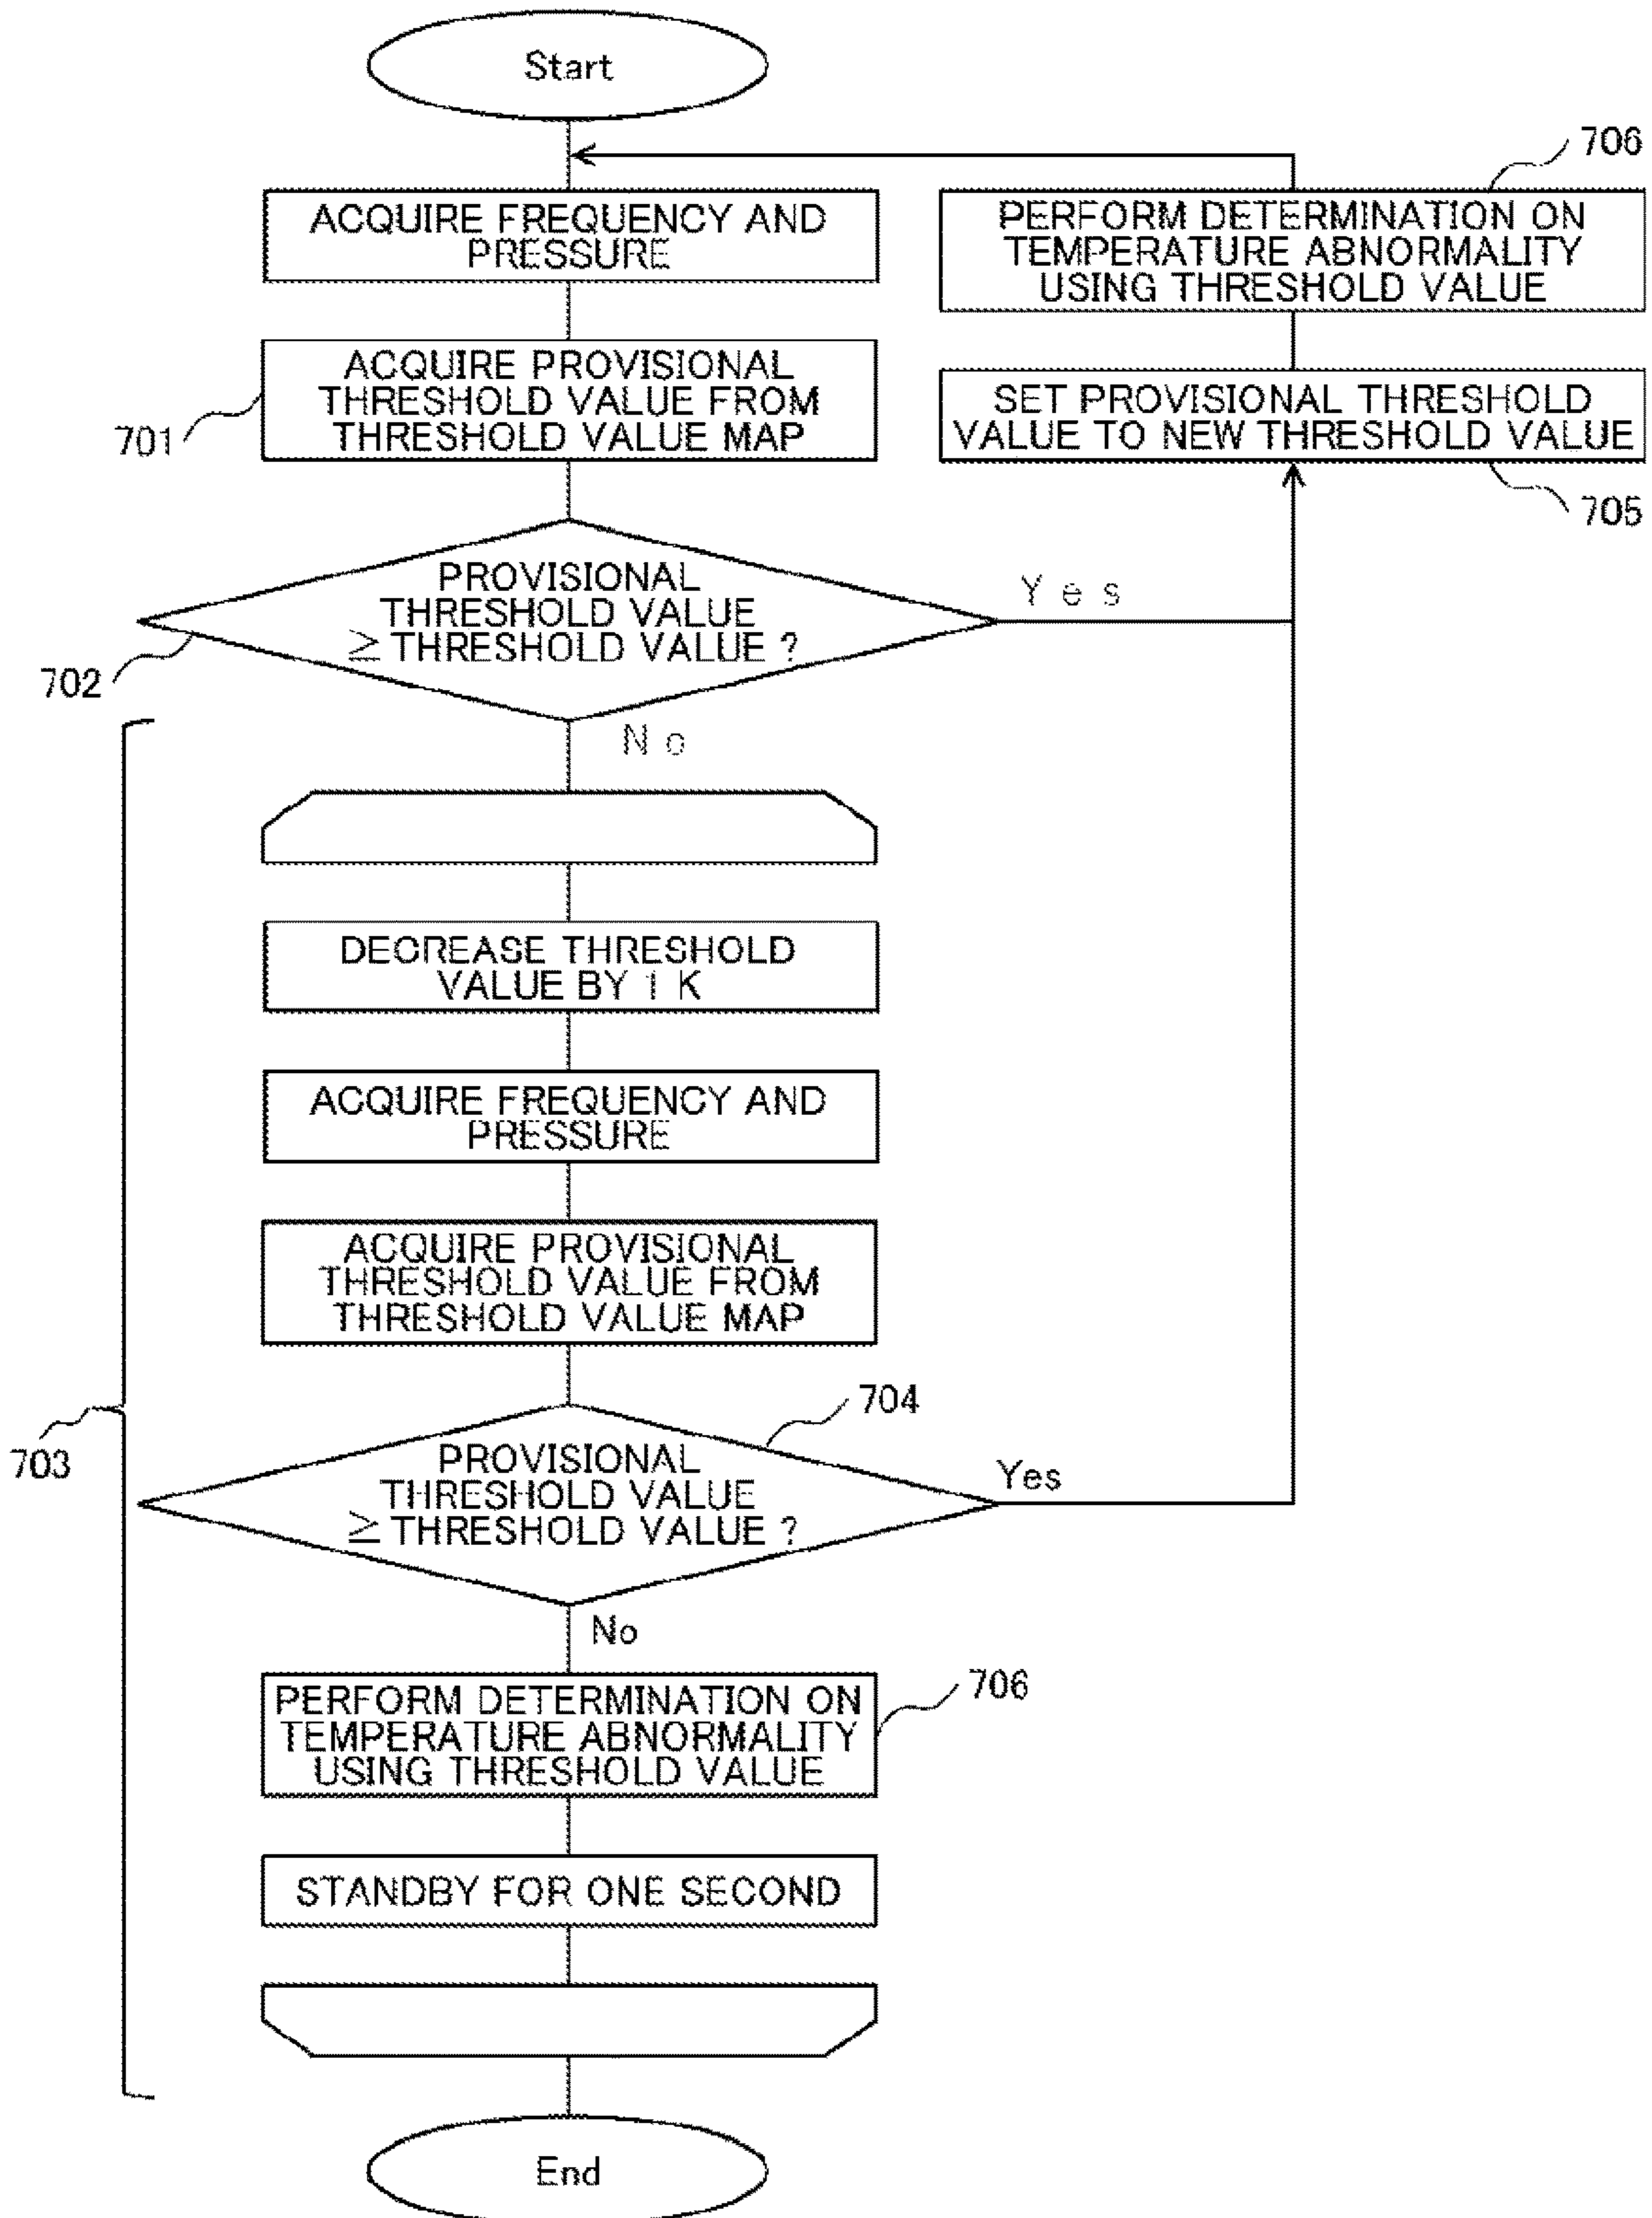 Start
706
ACQUIRE FREQUENCY AND
PRESSURE
PERFORM DETERMINATION ON
TEMPERATURE ABNORMALITY
USING THRESHOLD VALUE
ACQUIRE PROVISIONAL
THRESHOLD VALUE FROM
THRESHOLD VALUE MAP
701
SET PROVISIONAL THRESHOLD
VALUE TO NEW THRESHOLD VALUE
705
PROVISIONAL
THRESHOLD VALUE
≧ THRESHOLD VALUE ?
Yes
702
No
DECREASE THRESHOLD
VALUE BY 1 K
ACQUIRE FREQUENCY AND
PRESSURE
ACQUIRE PROVISIONAL
THRESHOLD VALUE FROM
THRESHOLD VALUE MAP
704
703
PROVISIONAL
THRESHOLD VALUE
≧ THRESHOLD VALUE ?
Yes
No
706
PERFORM DETERMINATION ON
TEMPERATURE ABNORMALITY
USING THRESHOLD VALUE
STANDBY FOR ONE SECOND
End